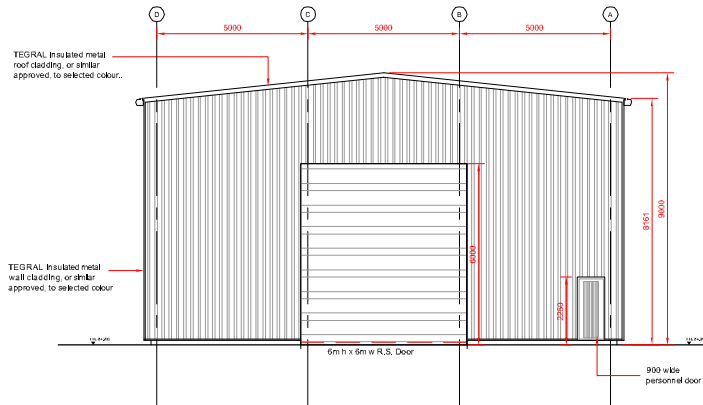 D C B A
5000 5000 5000
TEGRAL Insulated metal
roof cladding, or similar
approved, to selected colour..
6000
8161
9000
TEGRAL Insulated metal
wall cladding, or similar
approved, to selected colour
2250
6m h x 6m w R.S. Door
900 wide
personnel door